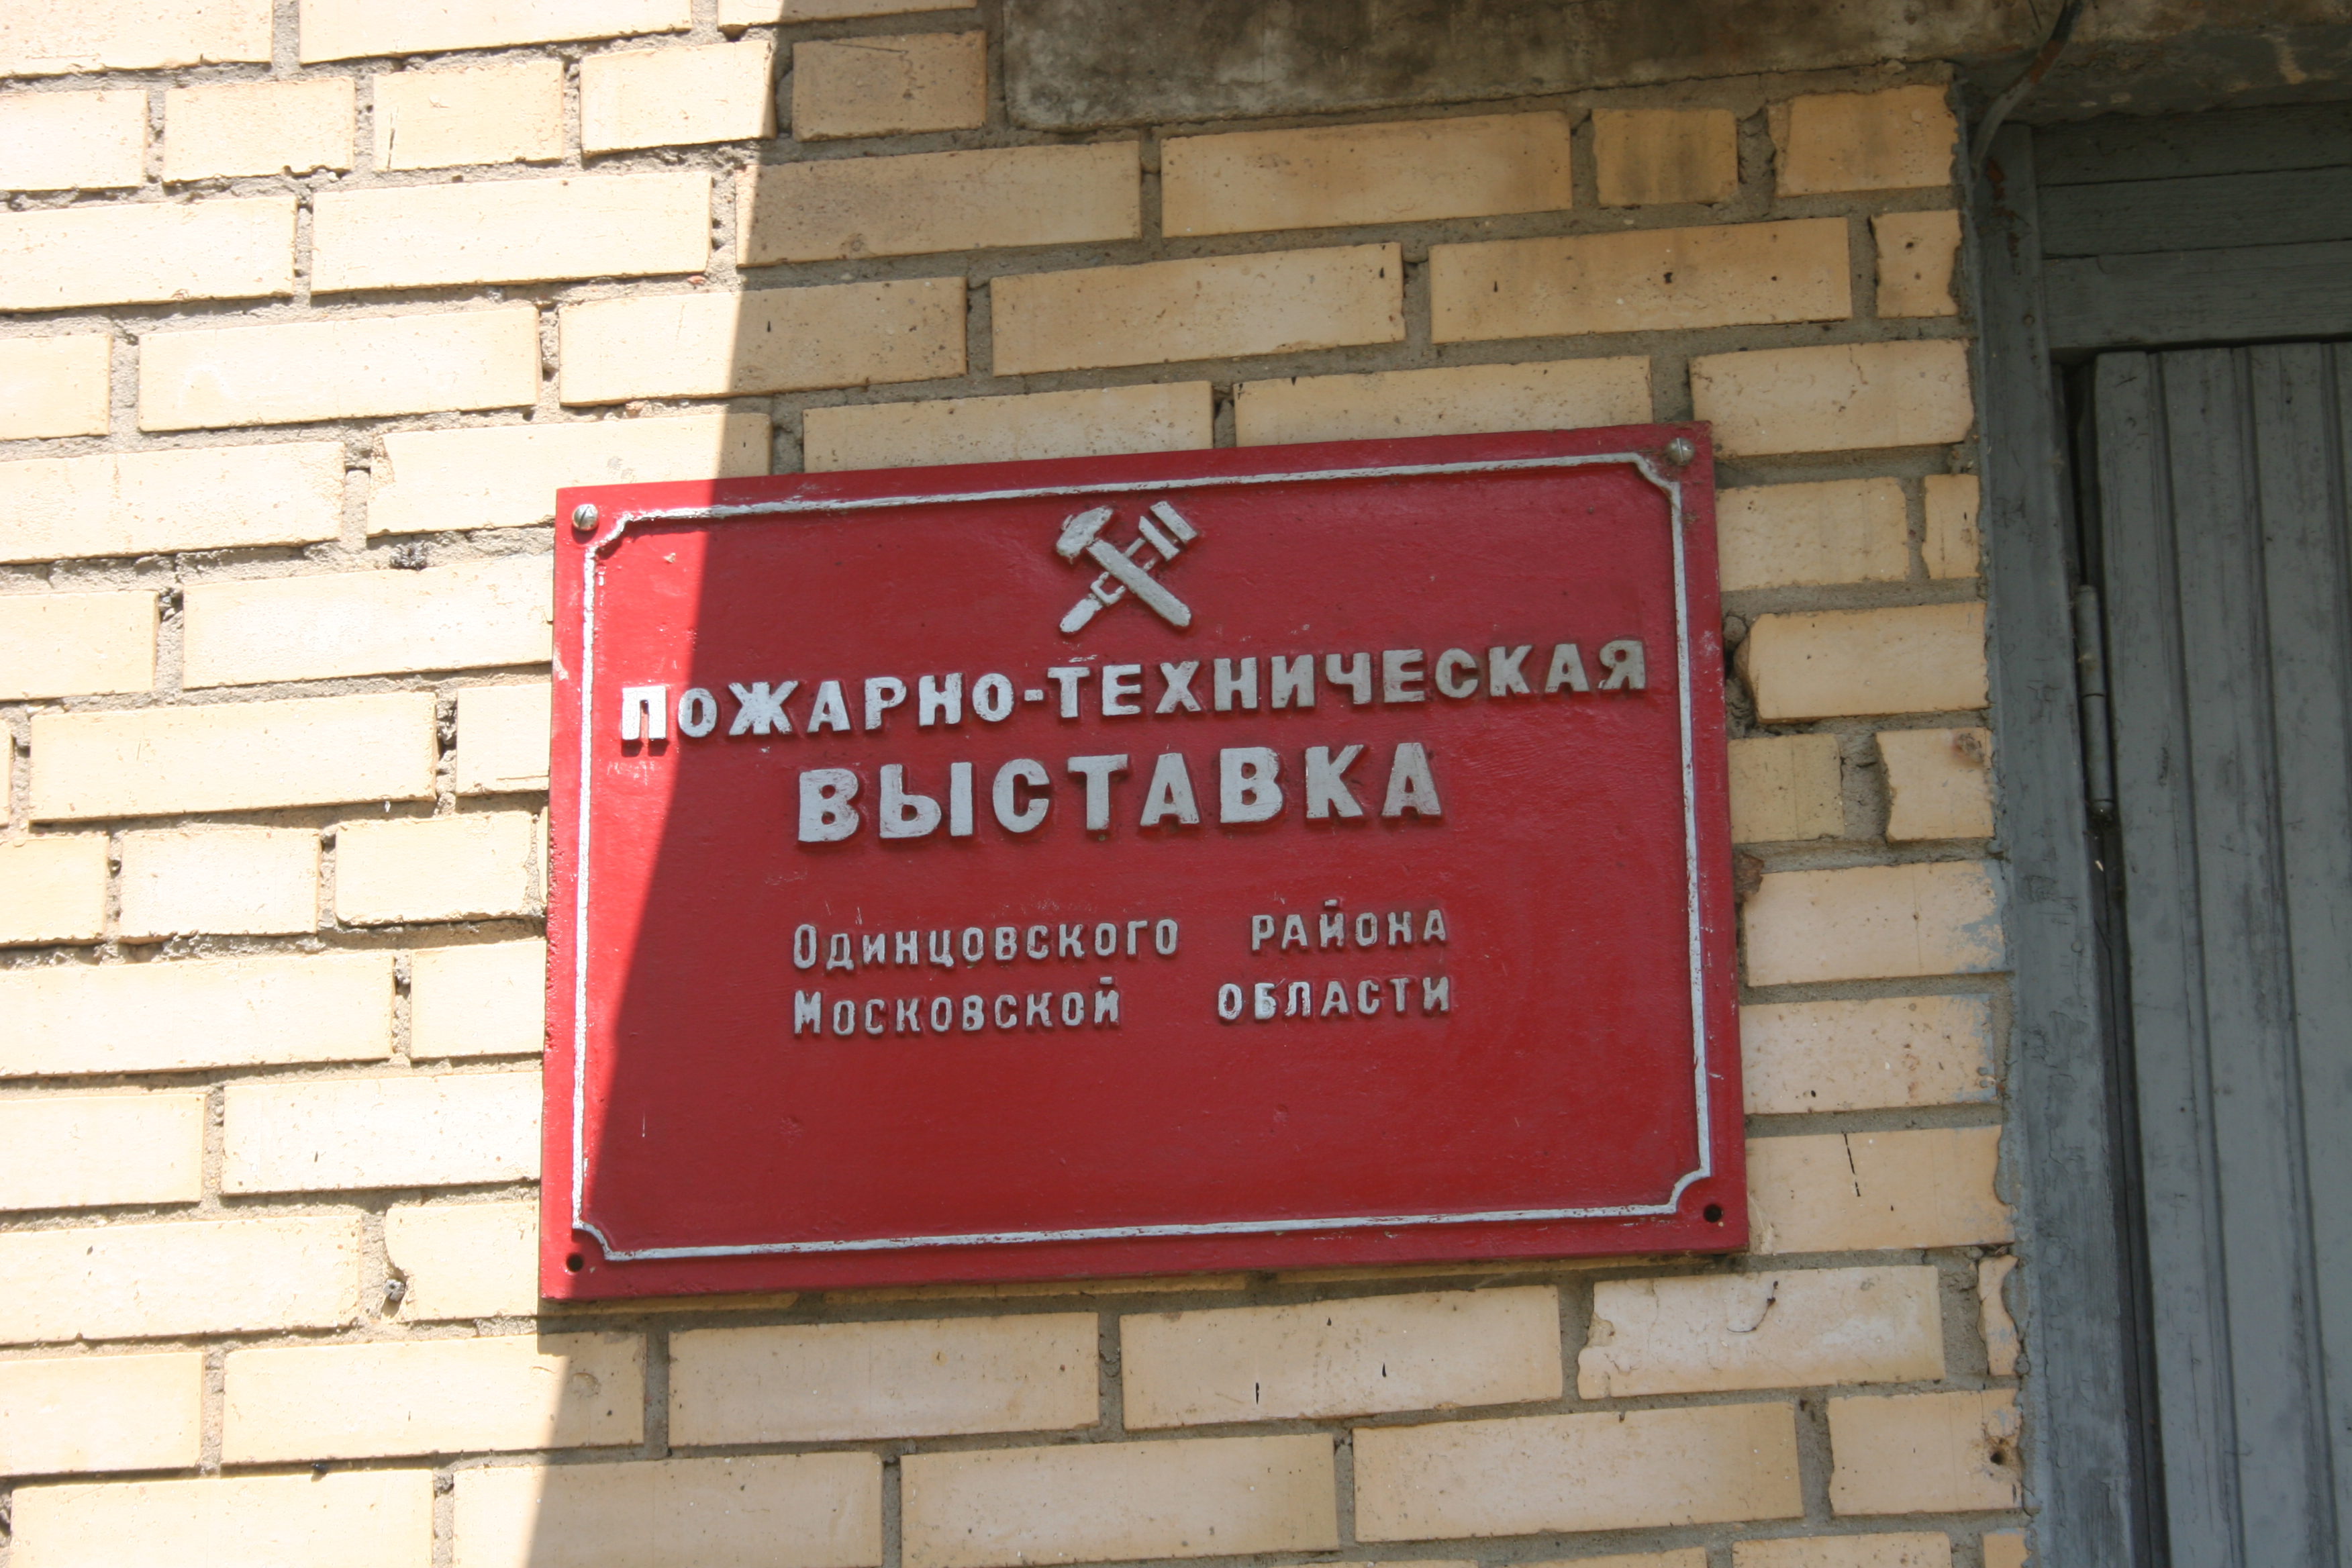 ПОЖАРНО-ТЕХНИЧЕСКАЯ
ВЫСТАВКА
ОДИНЦОВСКОГО РАЙОНА
МОСКОВСКОЙ ОБЛАСТИ